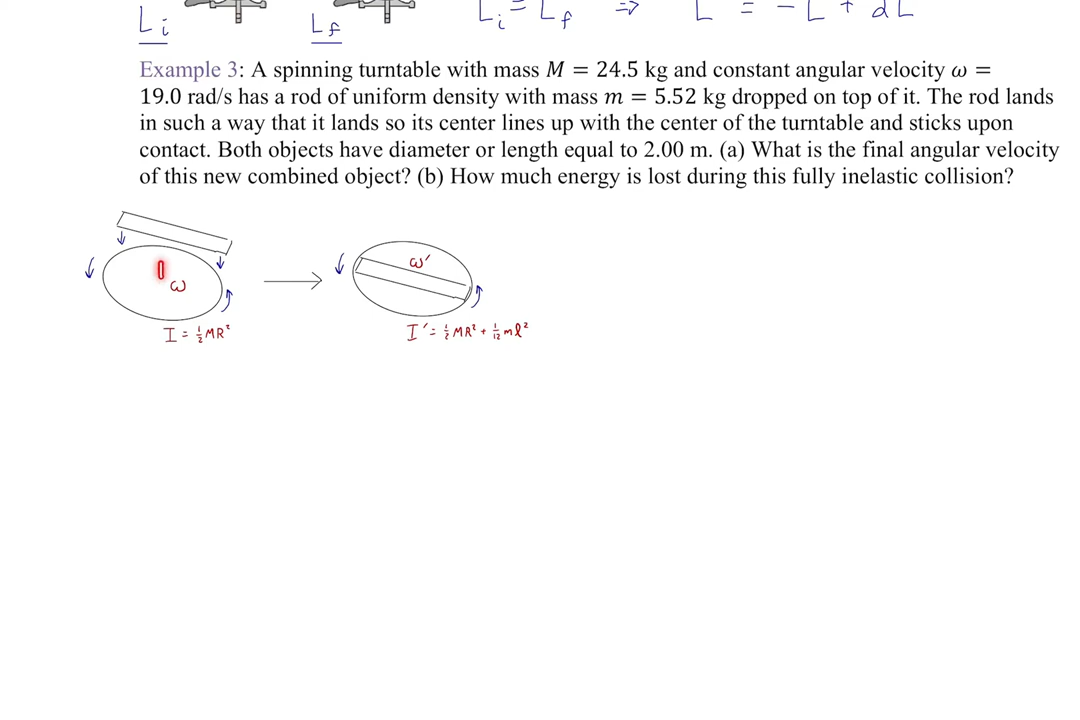 L i L f L i = L f ⇒ L = - L + 2L
Example 3: A spinning turntable with mass M = 24.5 kg and constant angular velocity ω =
19.0 rad/s has a rod of uniform density with mass m = 5.52 kg dropped on top of it. The rod lands
in such a way that it lands so its center lines up with the center of the turntable and sticks upon
contact. Both objects have diameter or length equal to 2.00 m. (a) What is the final angular velocity
of this new combined object? (b) How much energy is lost during this fully inelastic collision?
ω ω′
I = ½MR² I′ = ½MR² + 1/12 mℓ²